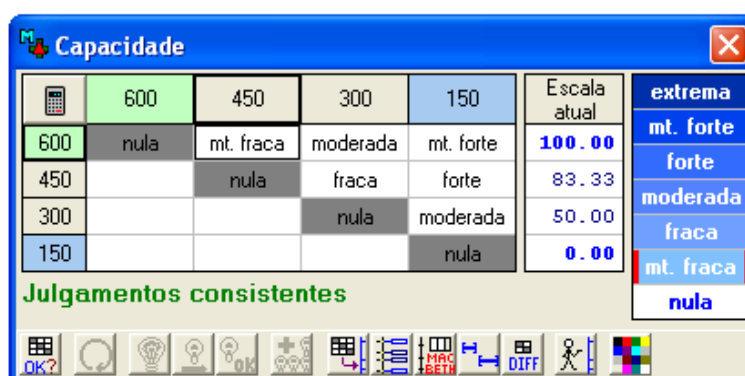 Capacidade
600 450 300 150 Escala atual
600 nula mt. fraca moderada mt. forte 100.00
450 nula fraca forte 83.33
300 nula moderada 50.00
150 nula 0.00
extrema
mt. forte
forte
moderada
fraca
mt. fraca
nula
Julgamentos consistentes
OK? OK MAC BETH DIFF